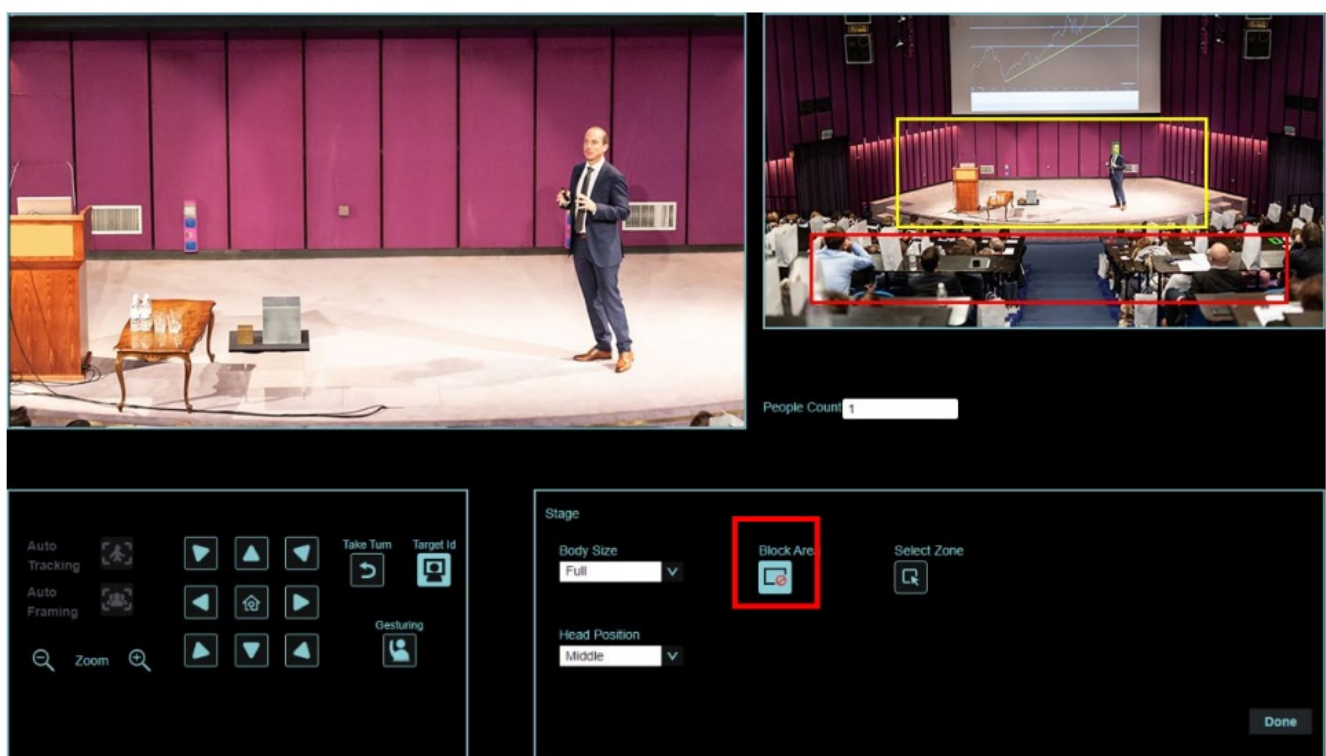 People Count 1
Auto Tracking
Auto Framing
Zoom
Take Turn
Target Id
Gesturing
Stage
Body Size
Full
Block Are
Select Zone
Head Position
Middle
Done